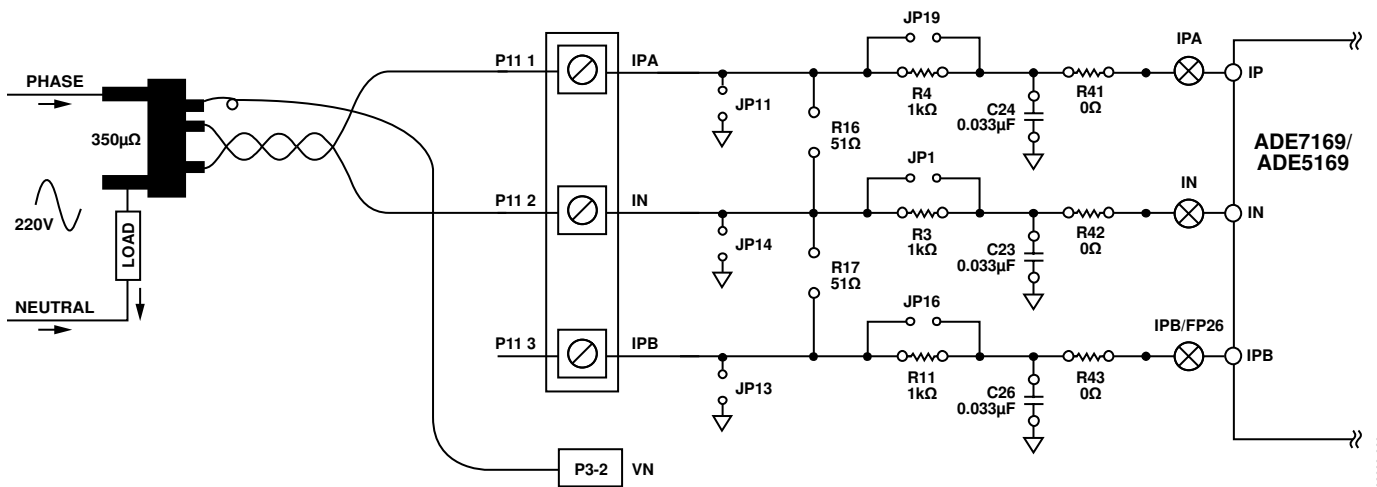 PHASE
350µΩ
220V
LOAD
NEUTRAL
P11 1
IPA
P11 2
IN
P11 3
IPB
P3-2
VN
JP11
JP14
JP13
R16
51Ω
R17
51Ω
JP19
R4
1kΩ
C24
0.033µF
R41
0Ω
IPA
IP
JP1
R3
1kΩ
C23
0.033µF
R42
0Ω
IN
IN
JP16
R11
1kΩ
C26
0.033µF
R43
0Ω
IPB/FP26
IPB
ADE7169/
ADE5169